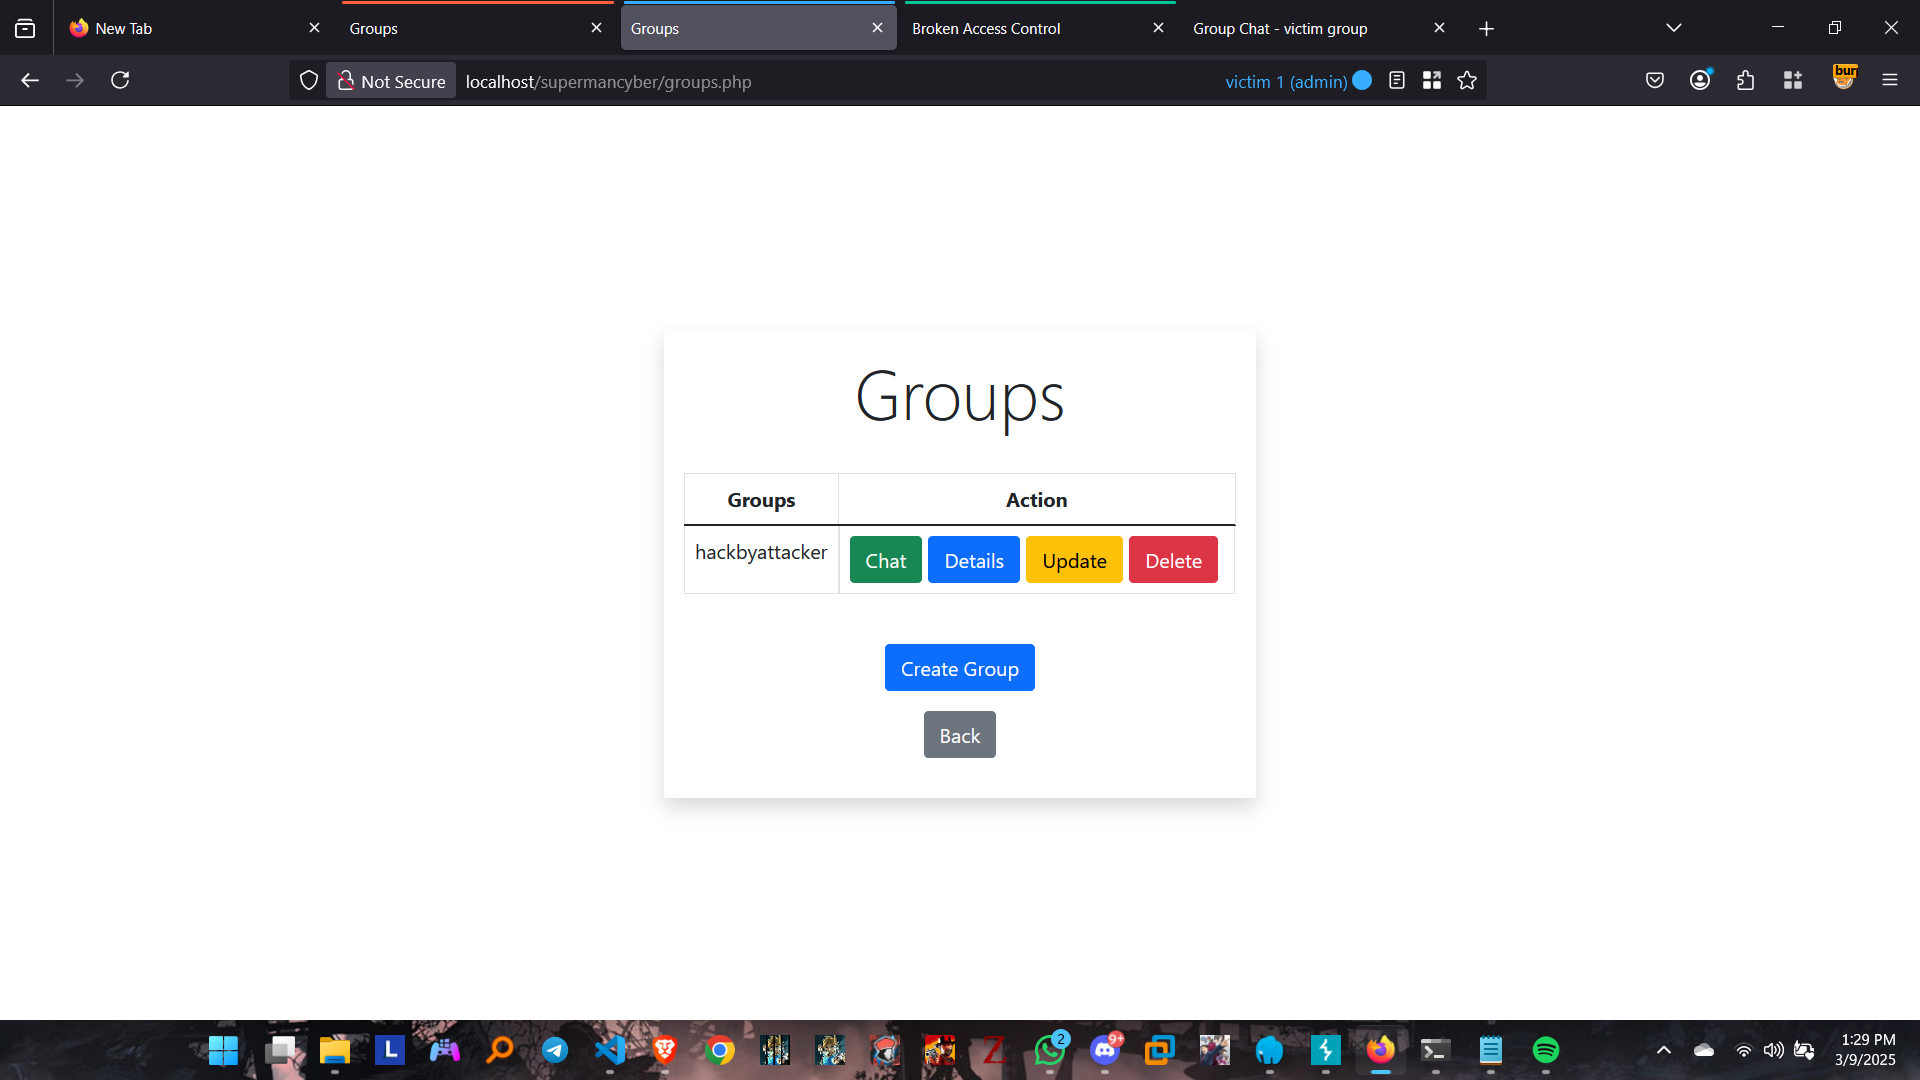 New Tab
Groups
Groups
Broken Access Control
Group Chat - victim group
Not Secure
localhost/supermancyber/groups.php
victim 1 (admin)
bur
Groups
Groups
Action
hackbyattacker
Chat
Details
Update
Delete
Create Group
Back
L
Z
2
9+
1:29 PM
3/9/2025